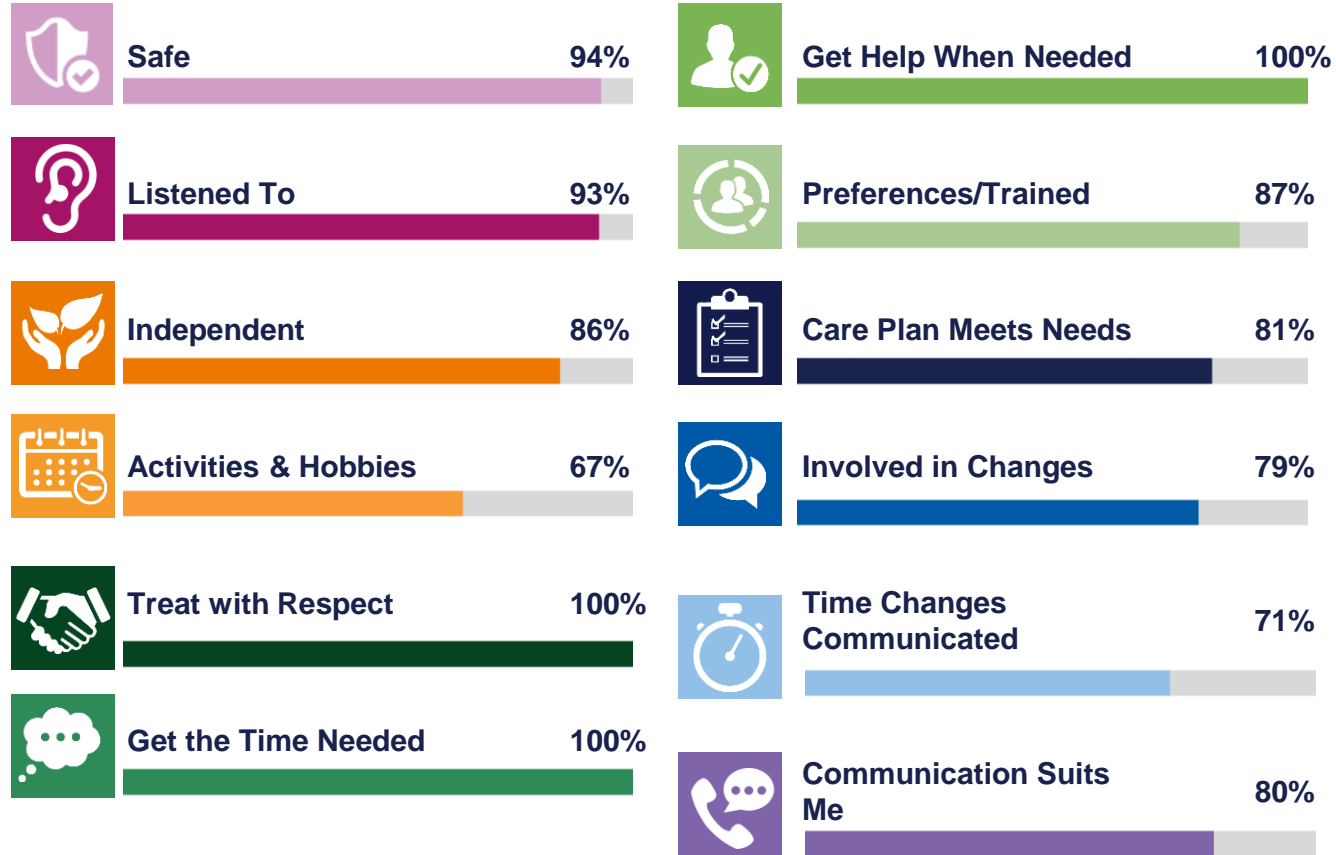 Safe 94%
Listened To 93%
Independent 86%
Activities & Hobbies 67%
Treat with Respect 100%
Get the Time Needed 100%
Get Help When Needed 100%
Preferences/Trained 87%
Care Plan Meets Needs 81%
Involved in Changes 79%
Time Changes
Communicated 71%
Communication Suits
Me 80%